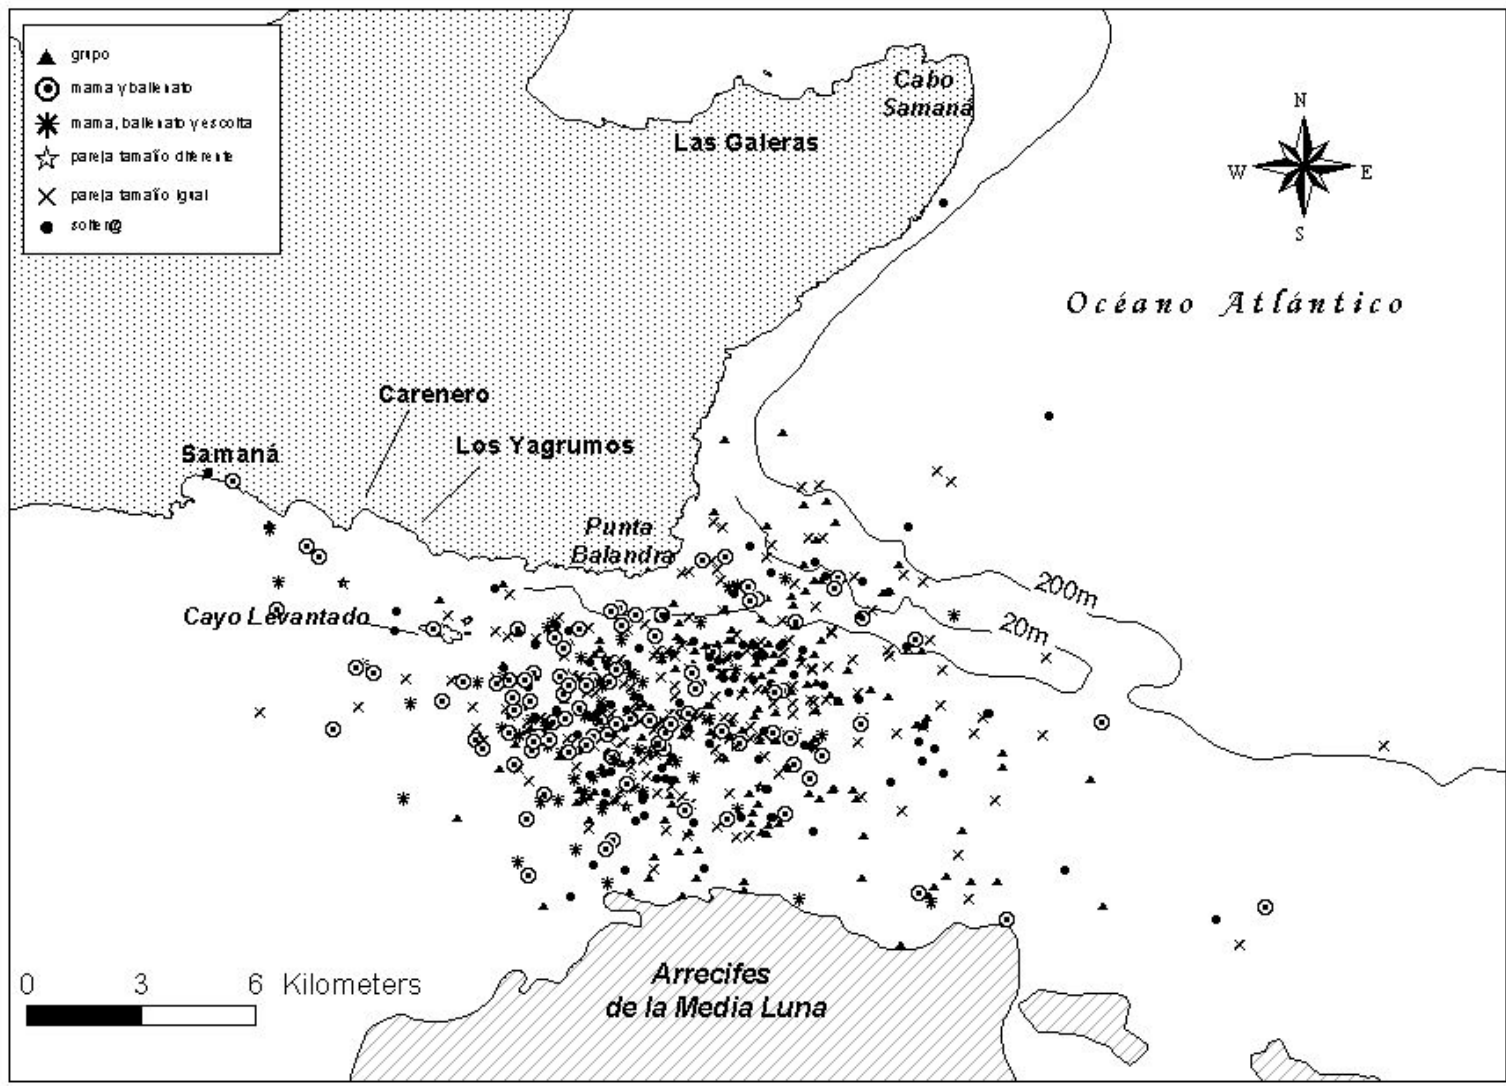 grupo
mama y ballenato
mama, ballenato y escolta
pareja tamaño diferente
pareja tamaño igual
solter@
Cabo
Samaná
Las Galeras
N
W E
S
Océano Atlántico
Carenero
Los Yagrumos
Samaná
Punta
Balandra
200m
Cayo Levantado
20m
Arrecifes
de la Media Luna
0 3 6 Kilometers